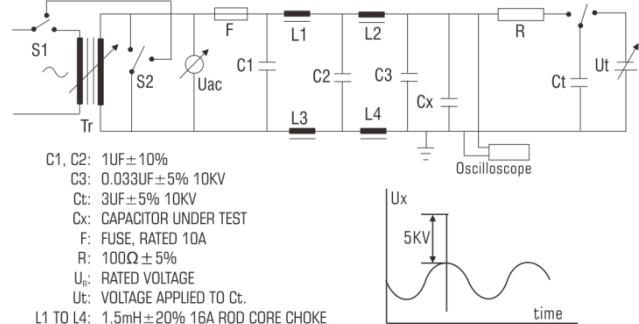 S1
S2
Tr
Uac
F
C1
L1
L2
C2
C3
Cx
L3
L4
R
Ct
Ut
Oscilloscope
C1, C2: 1UF±10%
C3: 0.033UF±5% 10KV
Ct: 3UF±5% 10KV
Cx: CAPACITOR UNDER TEST
F: FUSE, RATED 10A
R: 100Ω±5%
UR: RATED VOLTAGE
Ut: VOLTAGE APPLIED TO Ct.
L1 TO L4: 1.5mH±20% 16A ROD CORE CHOKE
Ux
5KV
time